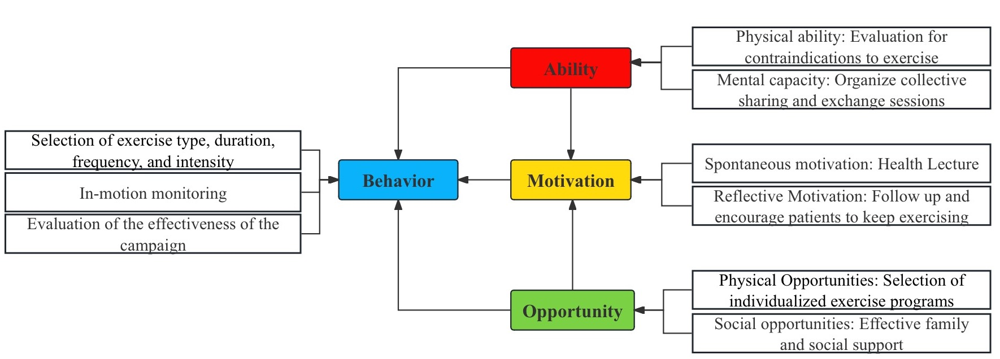 Physical ability: Evaluation for
contraindications to exercise
Ability
Mental capacity: Organize collective
sharing and exchange sessions
Selection of exercise type, duration,
frequency, and intensity
In-motion monitoring
Evaluation of the effectiveness of the
campaign
Behavior
Motivation
Spontaneous motivation: Health Lecture
Reflective Motivation: Follow up and
encourage patients to keep exercising
Opportunity
Physical Opportunities: Selection of
individualized exercise programs
Social opportunities: Effective family
and social support